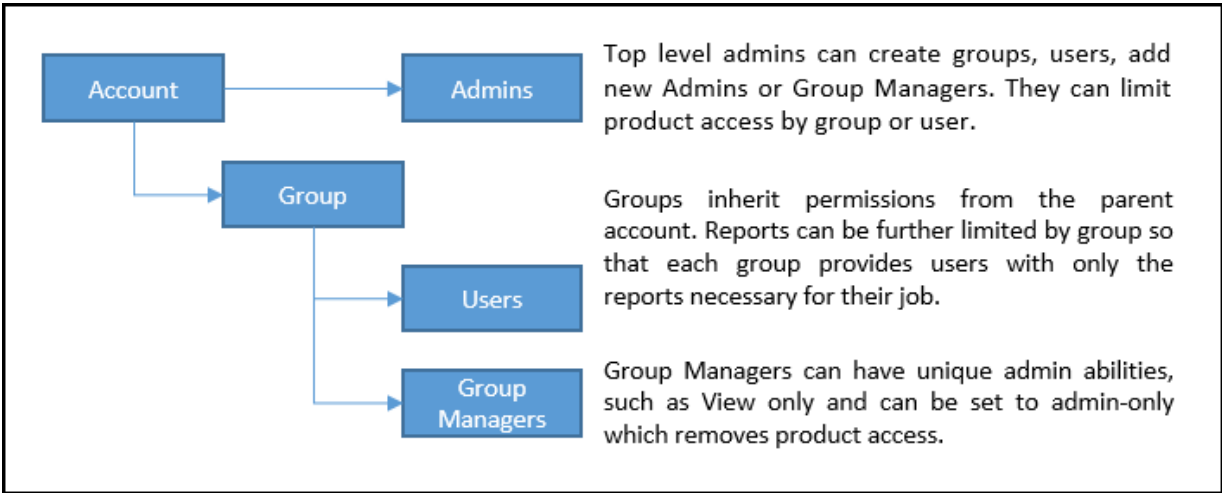 Account
Admins
Top level admins can create groups, users, add
new Admins or Group Managers. They can limit
product access by group or user.
Group
Groups inherit permissions from the parent
account. Reports can be further limited by group so
that each group provides users with only the
reports necessary for their job.
Users
Group
Managers
Group Managers can have unique admin abilities,
such as View only and can be set to admin-only
which removes product access.